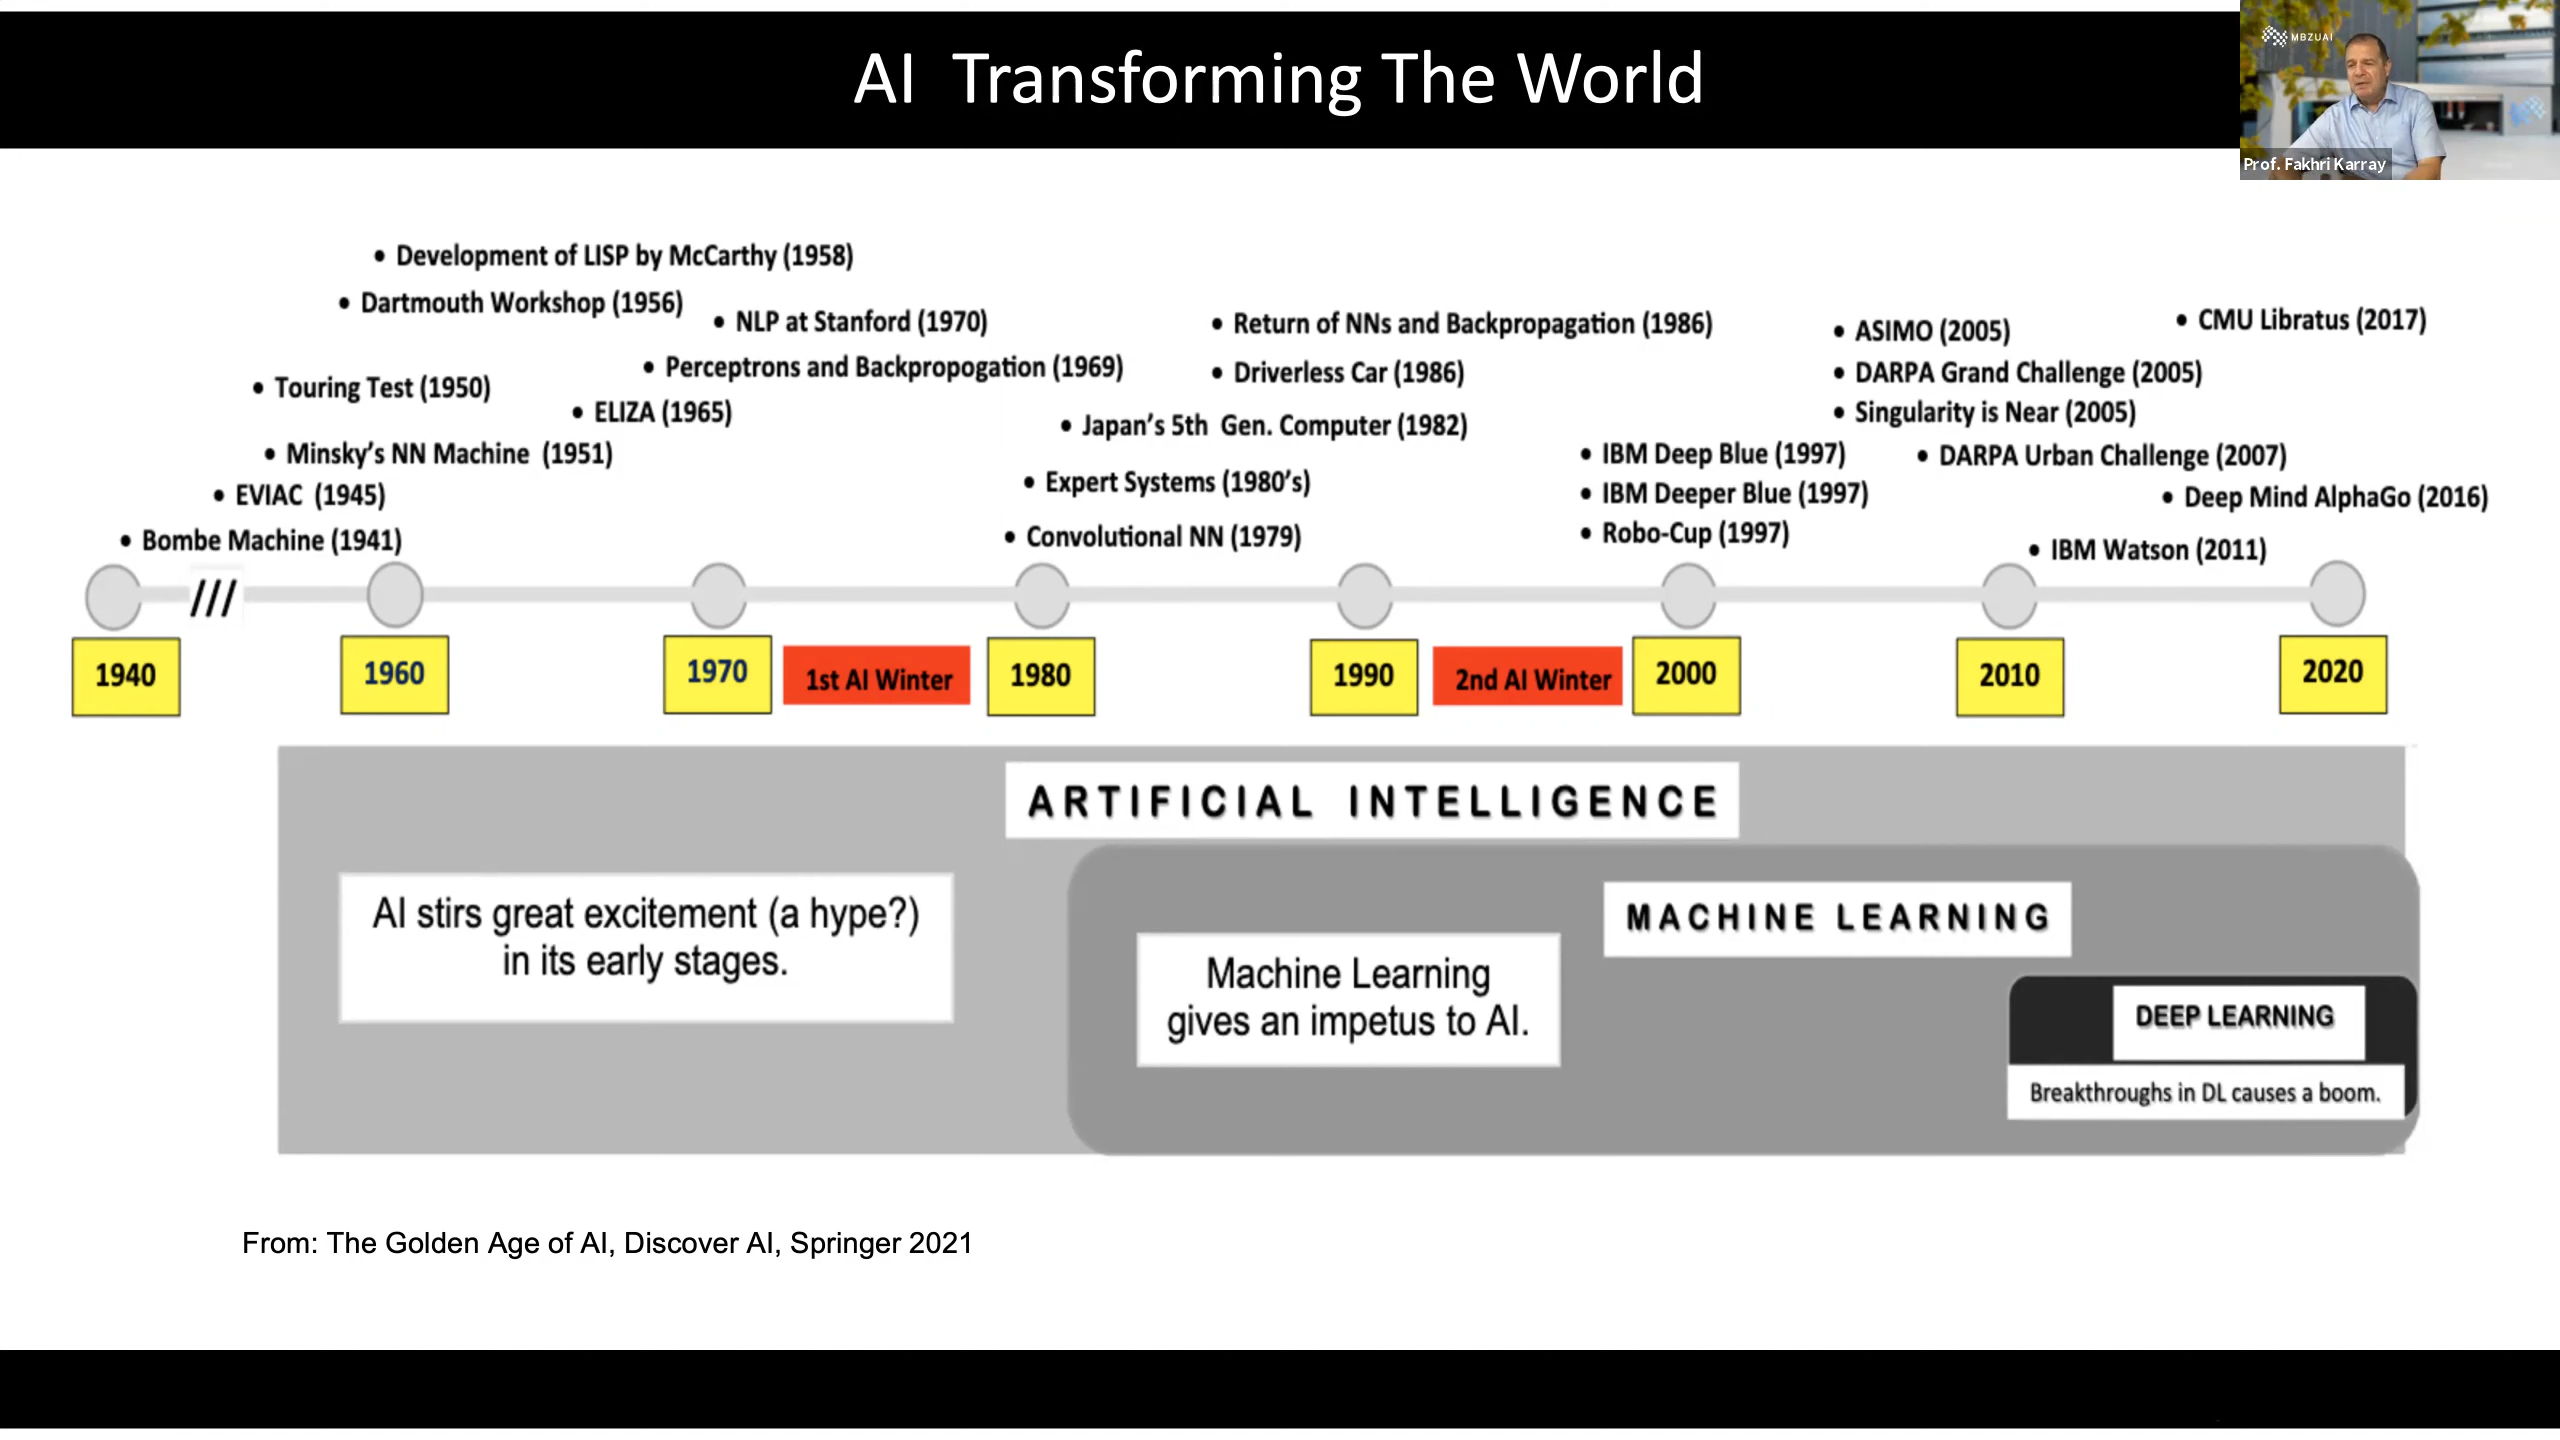 AI Transforming The World
MBZUAI
Prof. Fakhri Karray
• Development of LISP by McCarthy (1958)
• Dartmouth Workshop (1956)
• NLP at Stanford (1970)
• Perceptrons and Backpropogation (1969)
• Touring Test (1950)
• ELIZA (1965)
• Minsky's NN Machine (1951)
• EVIAC (1945)
• Bombe Machine (1941)
• Return of NNs and Backpropagation (1986)
• Driverless Car (1986)
• Japan's 5th Gen. Computer (1982)
• Expert Systems (1980's)
• Convolutional NN (1979)
• ASIMO (2005)
• DARPA Grand Challenge (2005)
• Singularity is Near (2005)
• IBM Deep Blue (1997)
• IBM Deeper Blue (1997)
• Robo-Cup (1997)
• CMU Libratus (2017)
• DARPA Urban Challenge (2007)
• Deep Mind AlphaGo (2016)
• IBM Watson (2011)
///
1940
1960
1970
1st AI Winter
1980
1990
2nd AI Winter
2000
2010
2020
ARTIFICIAL INTELLIGENCE
AI stirs great excitement (a hype?)
in its early stages.
MACHINE LEARNING
Machine Learning
gives an impetus to AI.
DEEP LEARNING
Breakthroughs in DL causes a boom.
From: The Golden Age of AI, Discover AI, Springer 2021